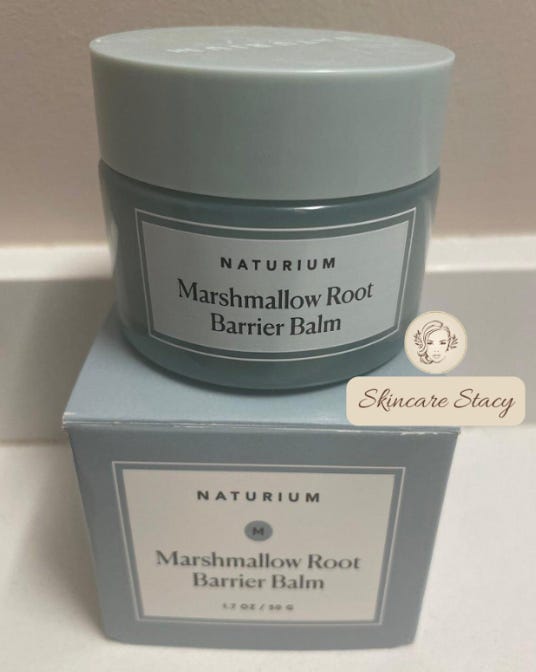 NATURIUM
Marshmallow Root
Barrier Balm
Skincare Stacy
NATURIUM
M
Marshmallow Root
Barrier Balm
1.7 OZ / 50 G